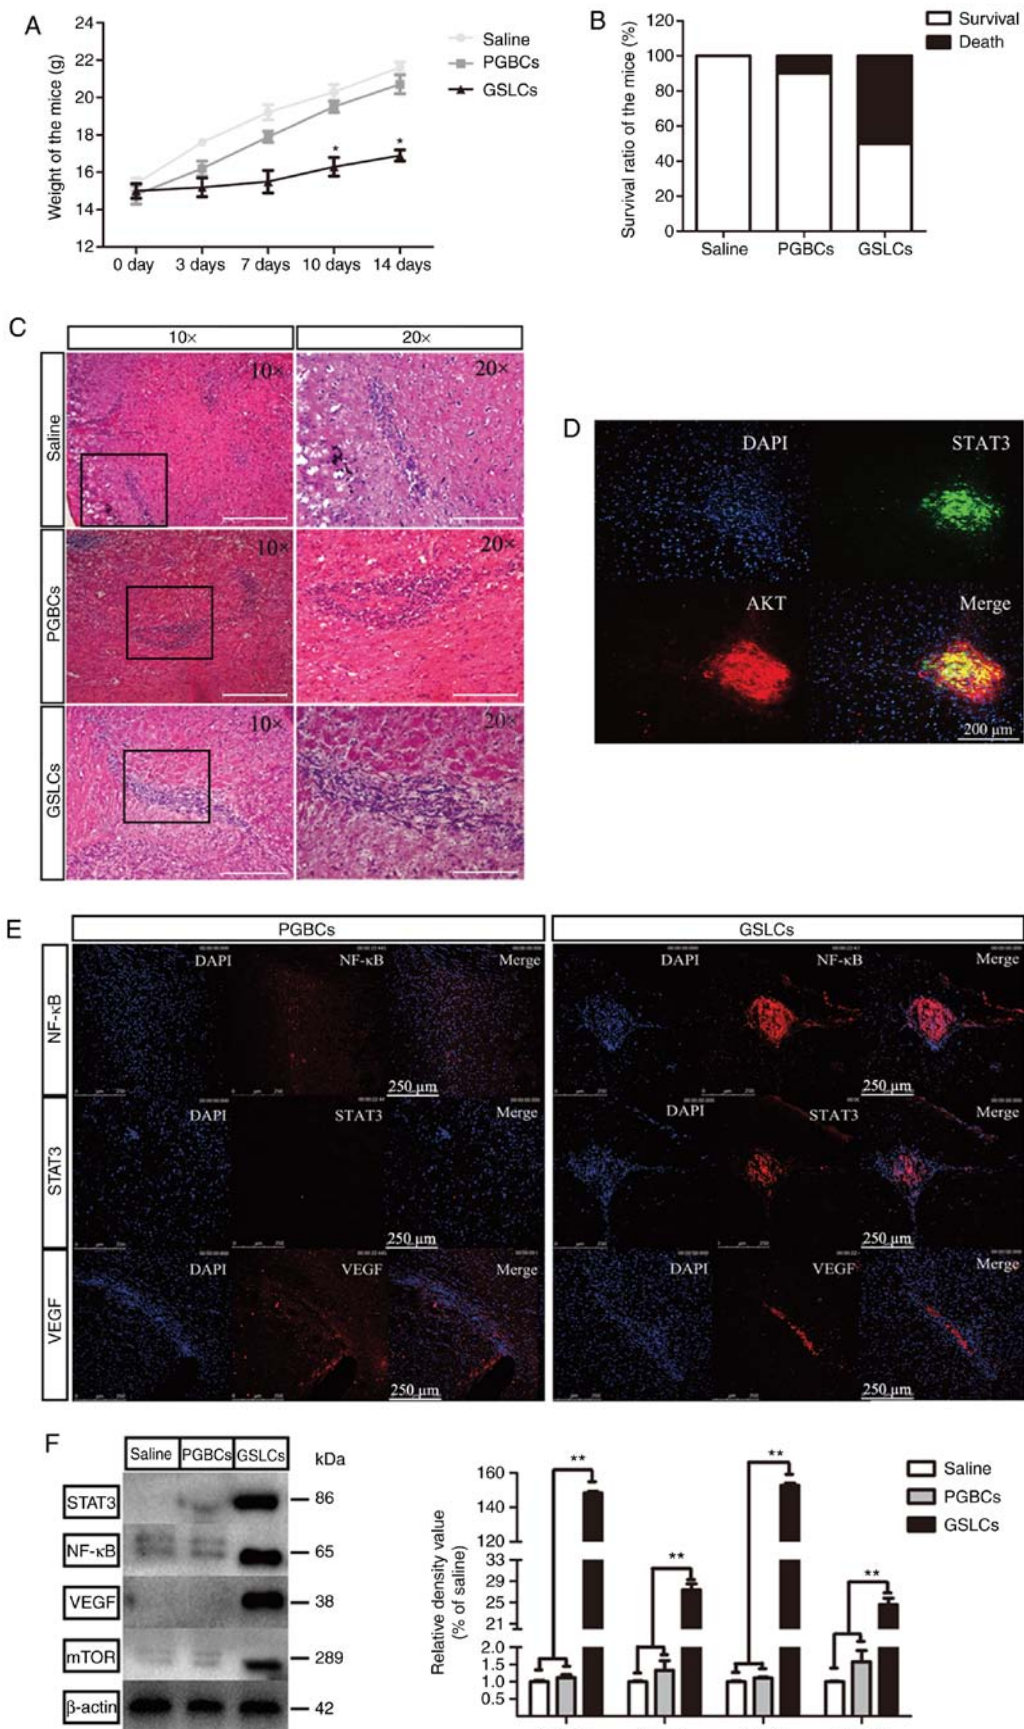 A
24
22
20
18
16
14
12
Weight of the mice (g)
0 day 3 days 7 days 10 days 14 days
* *
Saline
PGBCs
GSLCs
B
120
100
80
60
40
20
0
Survival ratio of the mice (%)
Saline PGBCs GSLCs
Survival
Death
C
10× 20×
Saline
10× 20×
PGBCs
10× 20×
GSLCs
10× 20×
D
DAPI STAT3
AKT Merge
200 µm
E
PGBCs GSLCs
NF-κB
DAPI NF-κB Merge DAPI NF-κB Merge
250 µm 250 µm
STAT3
DAPI STAT3 Merge DAPI STAT3 Merge
250 µm 250 µm
VEGF
DAPI VEGF Merge DAPI VEGF Merge
250 µm 250 µm
F
Saline PGBCs GSLCs kDa
STAT3 86
NF-κB 65
VEGF 38
mTOR 289
β-actin 42
Relative density value
(% of saline)
160
140
120
33
29
25
21
2.0
1.5
1.0
0.5
** ** ** **
Saline
PGBCs
GSLCs